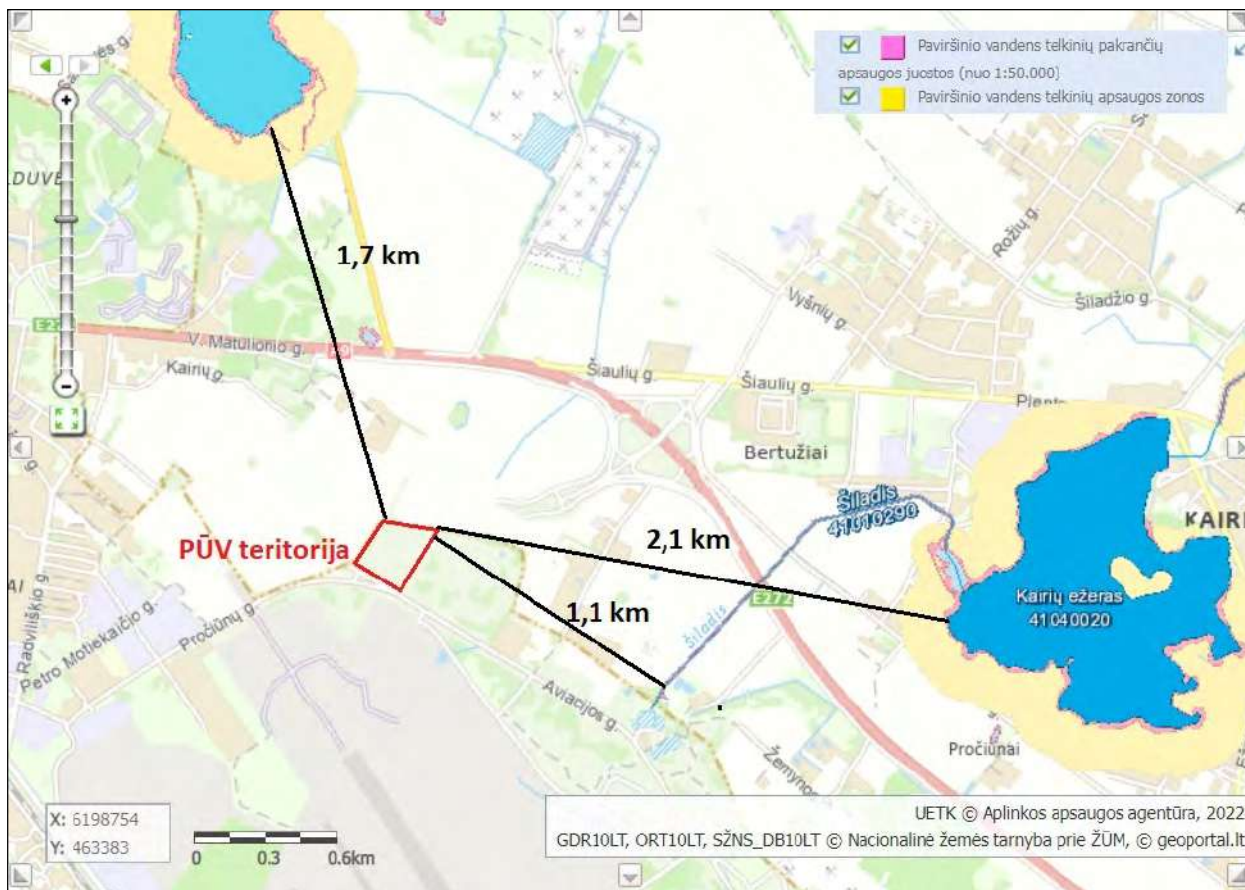 Paviršinio vandens telkinių pakrančių
apsaugos juostos (nuo 1:50.000)
Paviršinio vandens telkinių apsaugos zonos
1,7 km
Rožių g.
Vyšnių g.
Šiladžio g.
V. Matulionio g.
A9
Kairių g.
Šiaulių g.
Šiaulių g.
Bertužiai
Šiladis
41010290
PŪV teritorija
2,1 km
E272
Kairių ežeras
41040020
1,1 km
Šiladis
Pročiūnų g.
Petro Motiekaičio g.
Radviliškio g.
Aviacijos g.
Pročiūnai
X: 6198754
Y: 463383
0 0.3 0.6km
UETK © Aplinkos apsaugos agentūra, 2022
GDR10LT, ORT10LT, SŽNS_DB10LT © Nacionalinė žemės tarnyba prie ŽŪM, © geoportal.lt